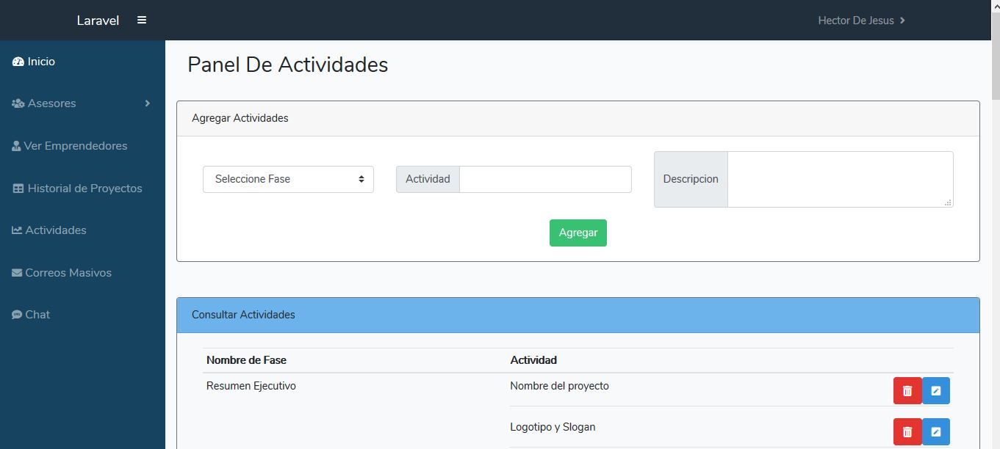 Laravel
Hector De Jesus
Inicio
Asesores
Ver Emprendedores
Historial de Proyectos
Actividades
Correos Masivos
Chat
Panel De Actividades
Agregar Actividades
Seleccione Fase
Actividad
Descripcion
Agregar
Consultar Actividades
Nombre de Fase Actividad
Resumen Ejecutivo Nombre del proyecto
Logotipo y Slogan